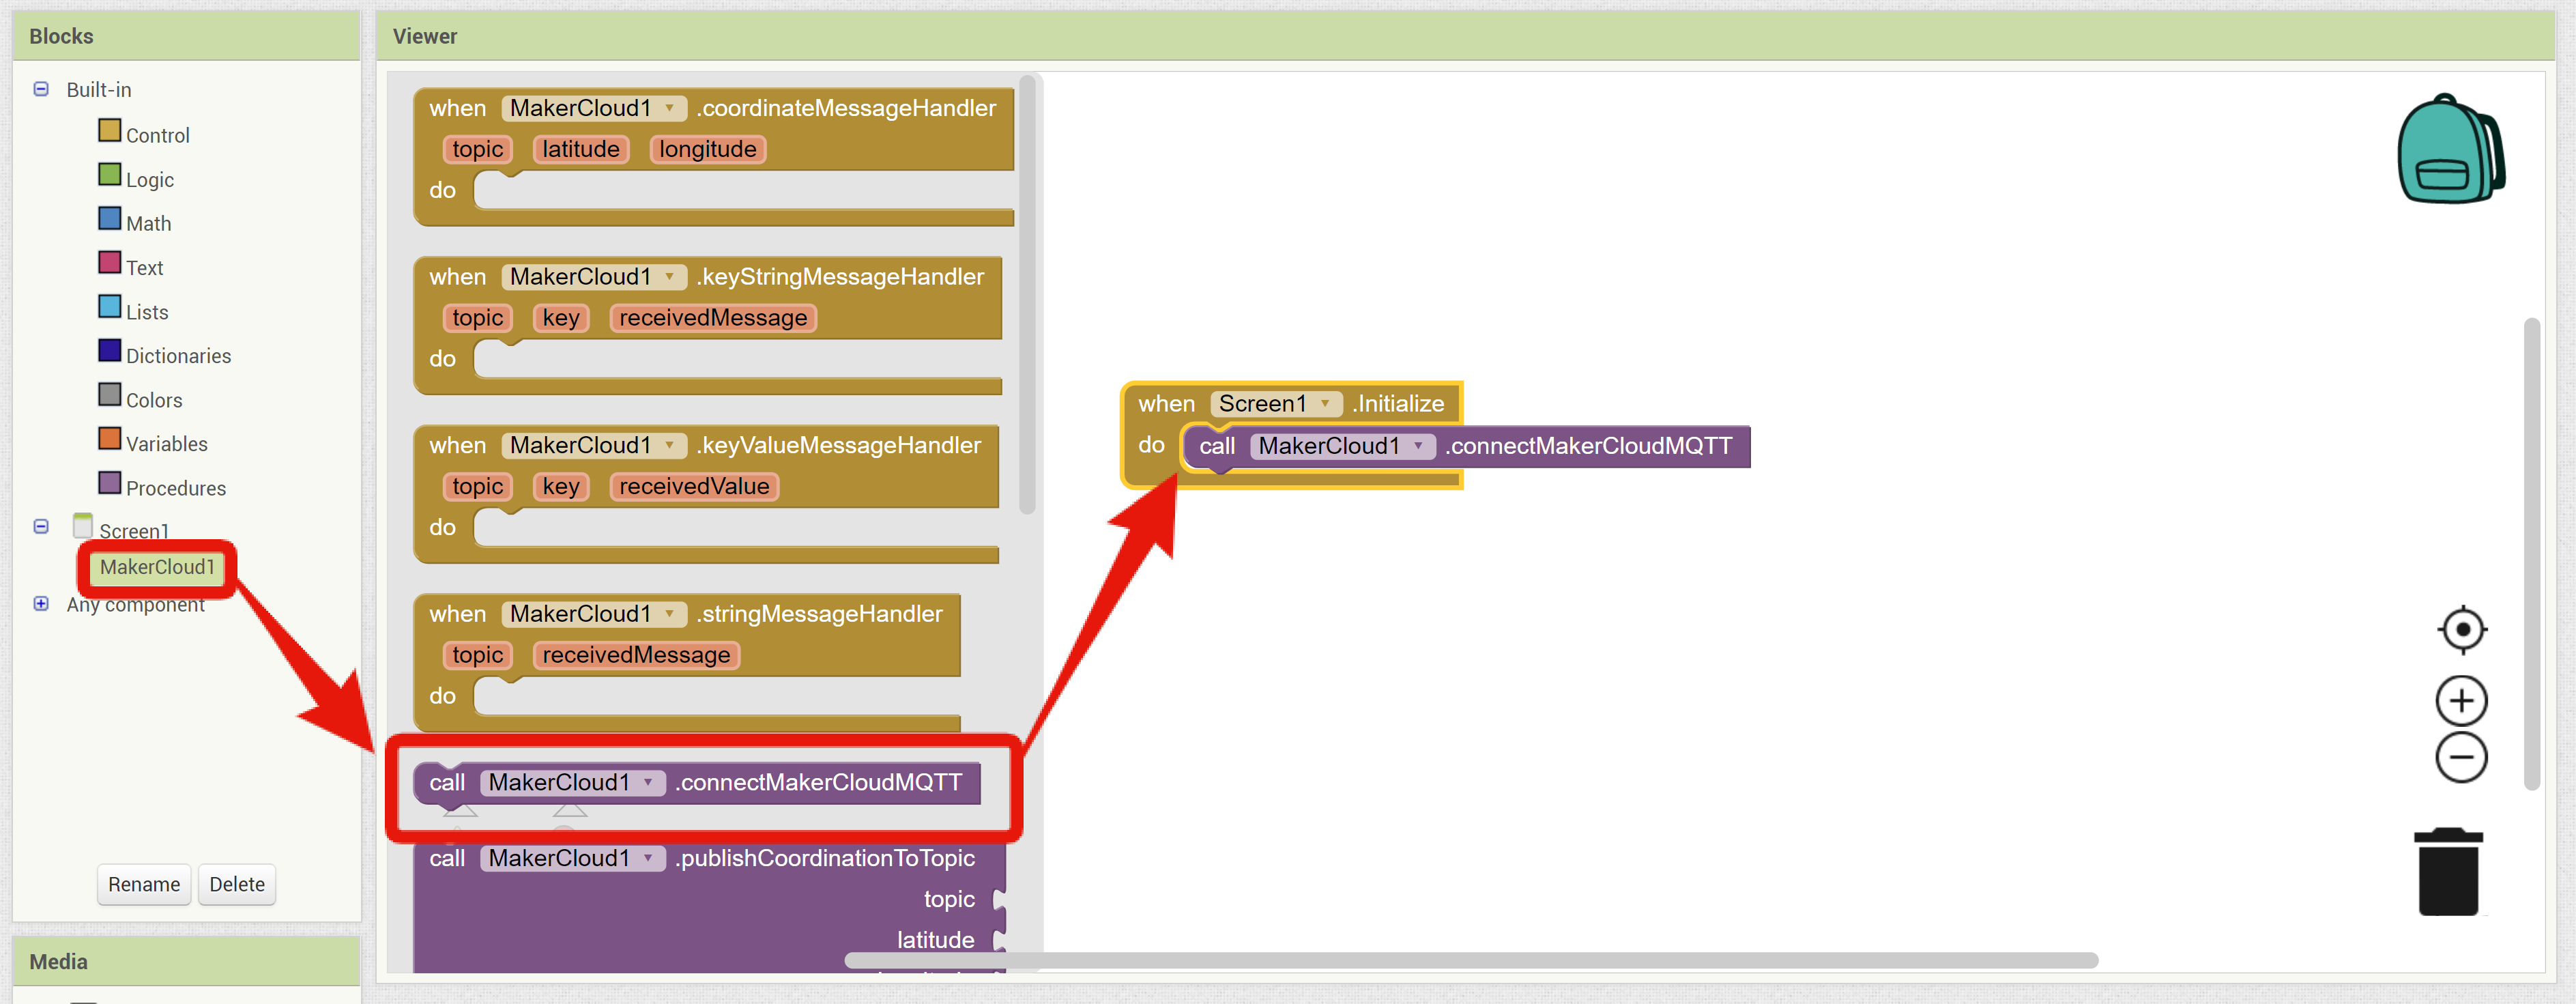 Blocks
Built-in
Control
Logic
Math
Text
Lists
Dictionaries
Colors
Variables
Procedures
Screen1
MakerCloud1
Any component
Rename Delete
Media
Viewer
when MakerCloud1 .coordinateMessageHandler
topic latitude longitude
do
when MakerCloud1 .keyStringMessageHandler
topic key receivedMessage
do
when MakerCloud1 .keyValueMessageHandler
topic key receivedValue
do
when MakerCloud1 .stringMessageHandler
topic receivedMessage
do
call MakerCloud1 .connectMakerCloudMQTT
call MakerCloud1 .publishCoordinationToTopic
topic
latitude
when Screen1 .Initialize
do call MakerCloud1 .connectMakerCloudMQTT